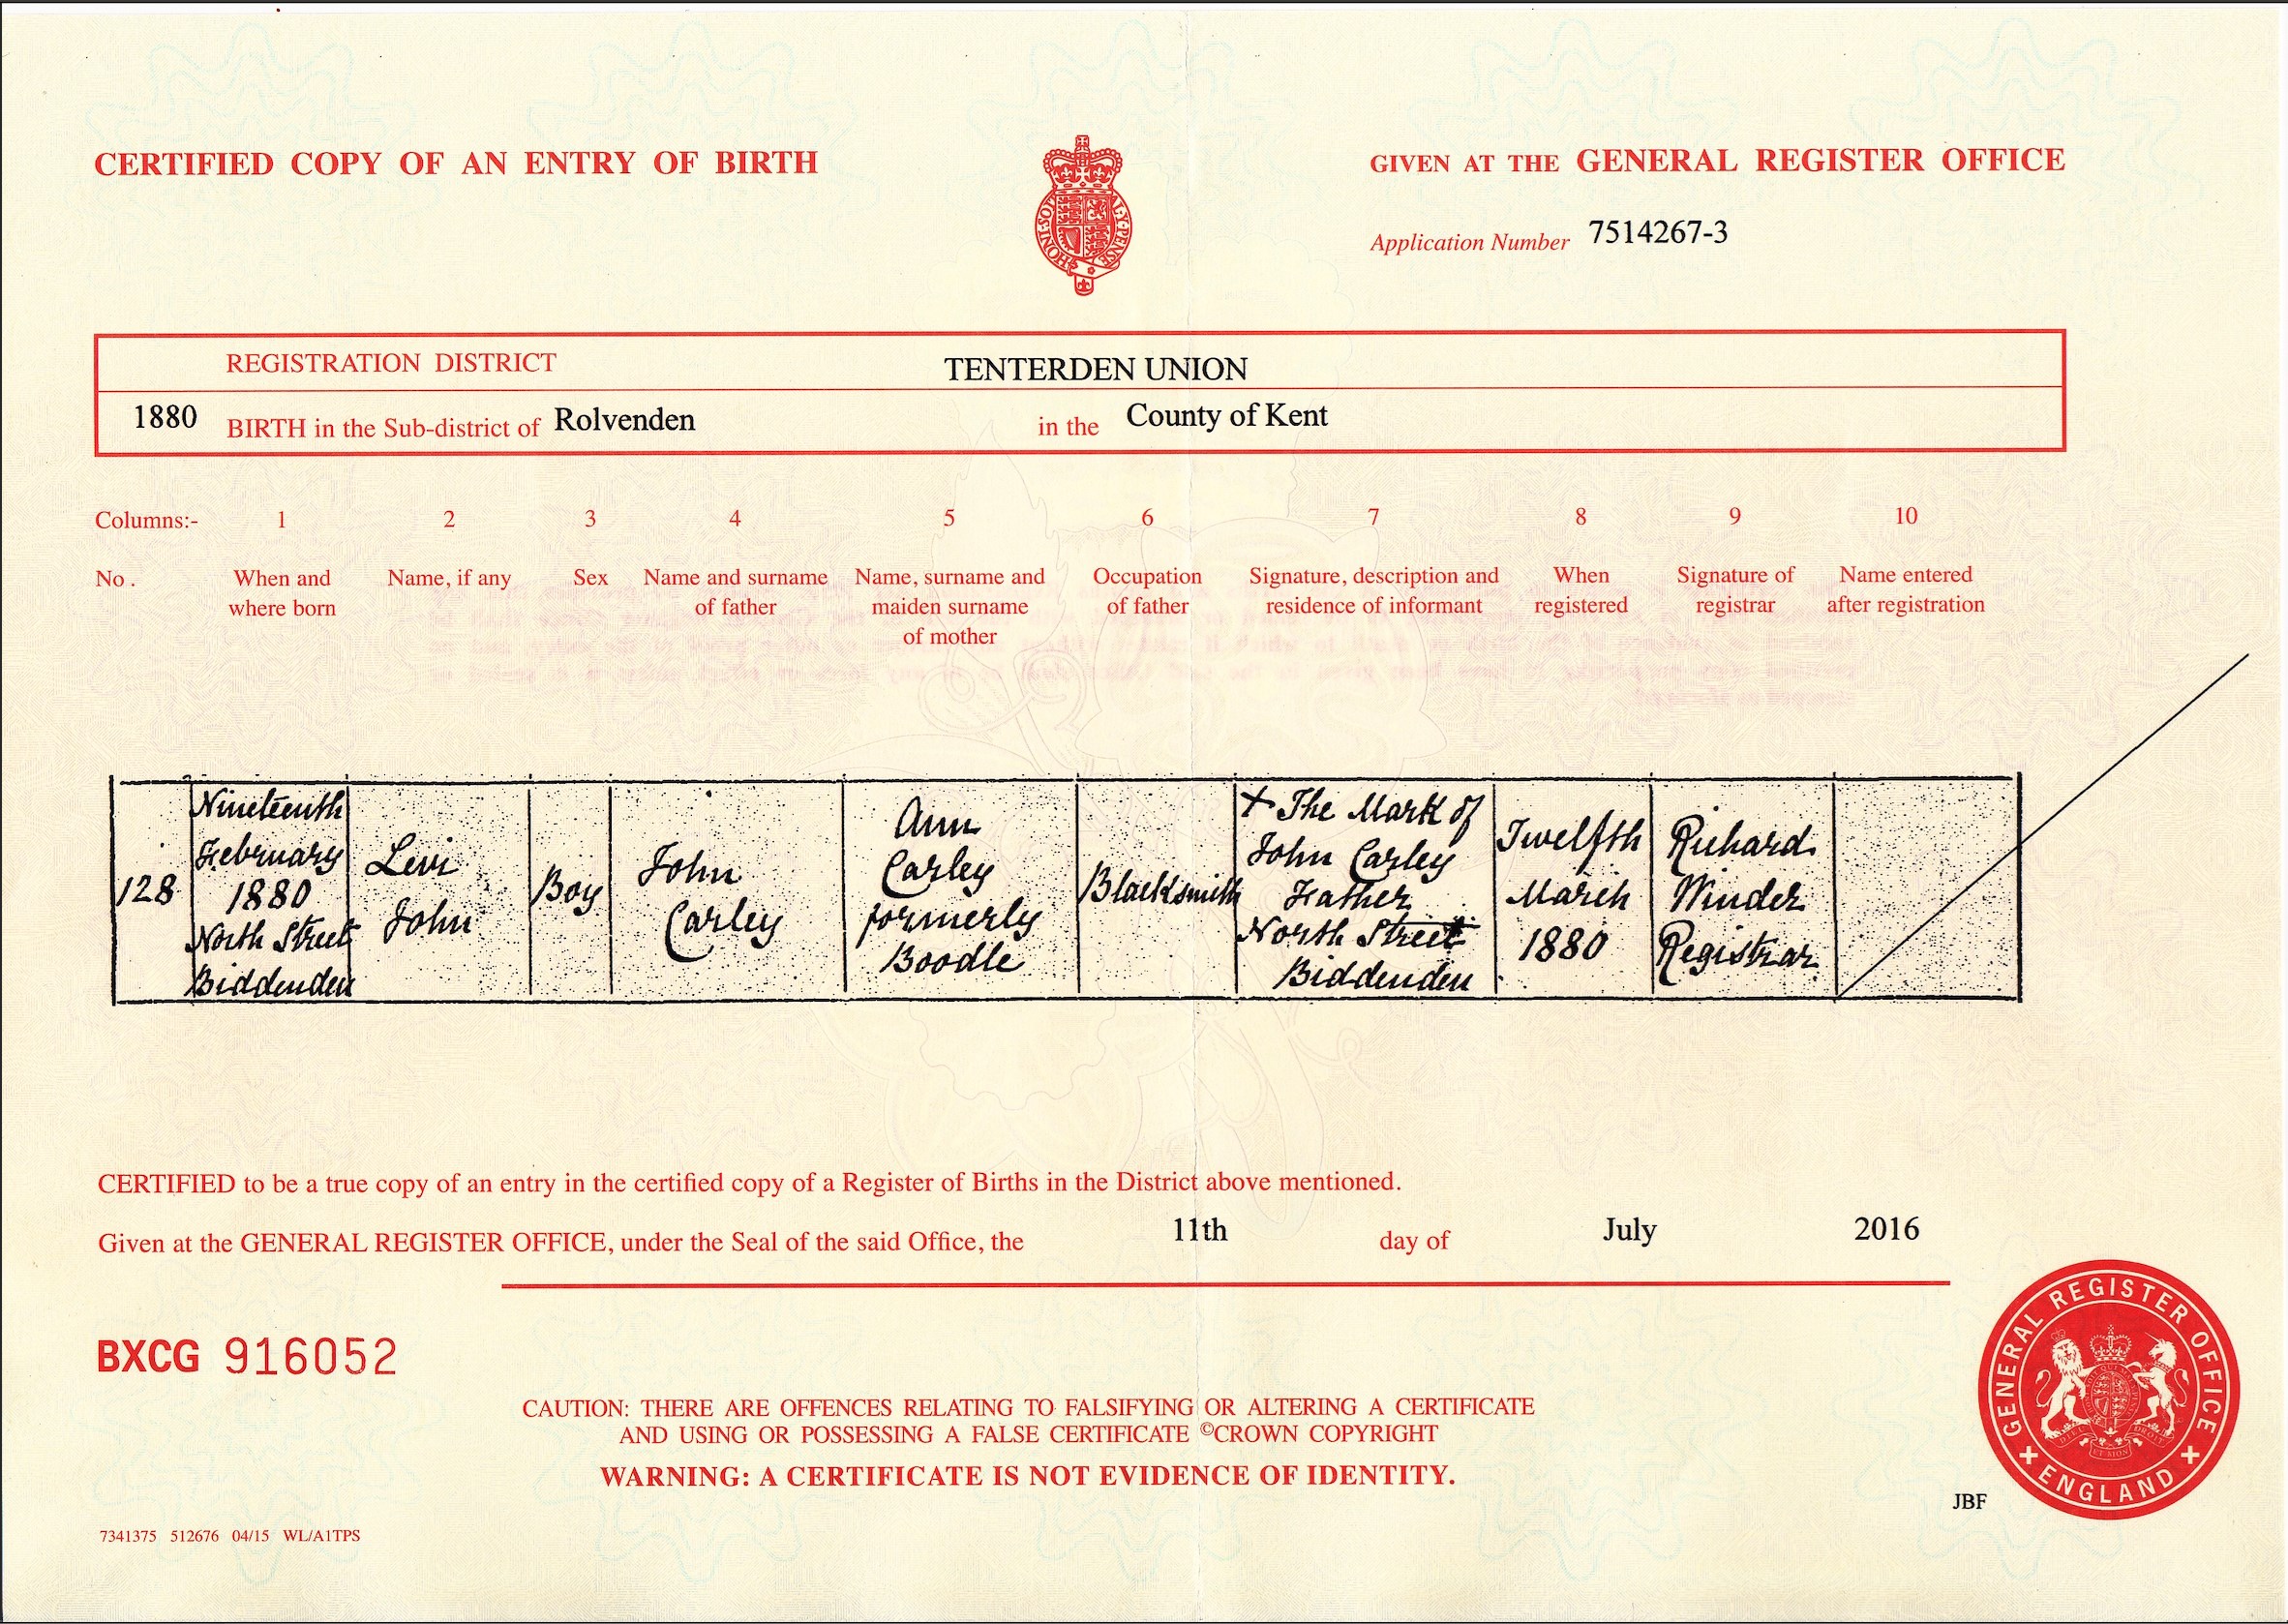 CERTIFIED COPY OF AN ENTRY OF BIRTH
GIVEN AT THE GENERAL REGISTER OFFICE
HONI·SOI AL·Y·PENSE
Application Number 7514267-3
REGISTRATION DISTRICT TENTERDEN UNION
1880 BIRTH in the Sub-district of Rolvenden in the County of Kent
Columns:- 1 2 3 4 5 6 7 8 9 10
No. When and where born Name, if any Sex Name and surname of father Name, surname and maiden surname of mother Occupation of father Signature, description and residence of informant When registered Signature of registrar Name entered after registration
128
Nineteenth
February
1880
North Street
Biddenden
Levi
John
Boy
John
Carley
Ann
Carley
formerly
Boodle
Blacksmith
X The Mark of
John Carley
Father
North Street
Biddenden
Twelfth
March
1880
Richard
Winder
Registrar
CERTIFIED to be a true copy of an entry in the certified copy of a Register of Births in the District above mentioned.
Given at the GENERAL REGISTER OFFICE, under the Seal of the said Office, the 11th day of July 2016
BXCG 916052
CAUTION: THERE ARE OFFENCES RELATING TO FALSIFYING OR ALTERING A CERTIFICATE
AND USING OR POSSESSING A FALSE CERTIFICATE ©CROWN COPYRIGHT
WARNING: A CERTIFICATE IS NOT EVIDENCE OF IDENTITY.
GENERAL REGISTER OFFICE
ENGLAND
JBF
7341375 512676 04/15 WL/A1TPS